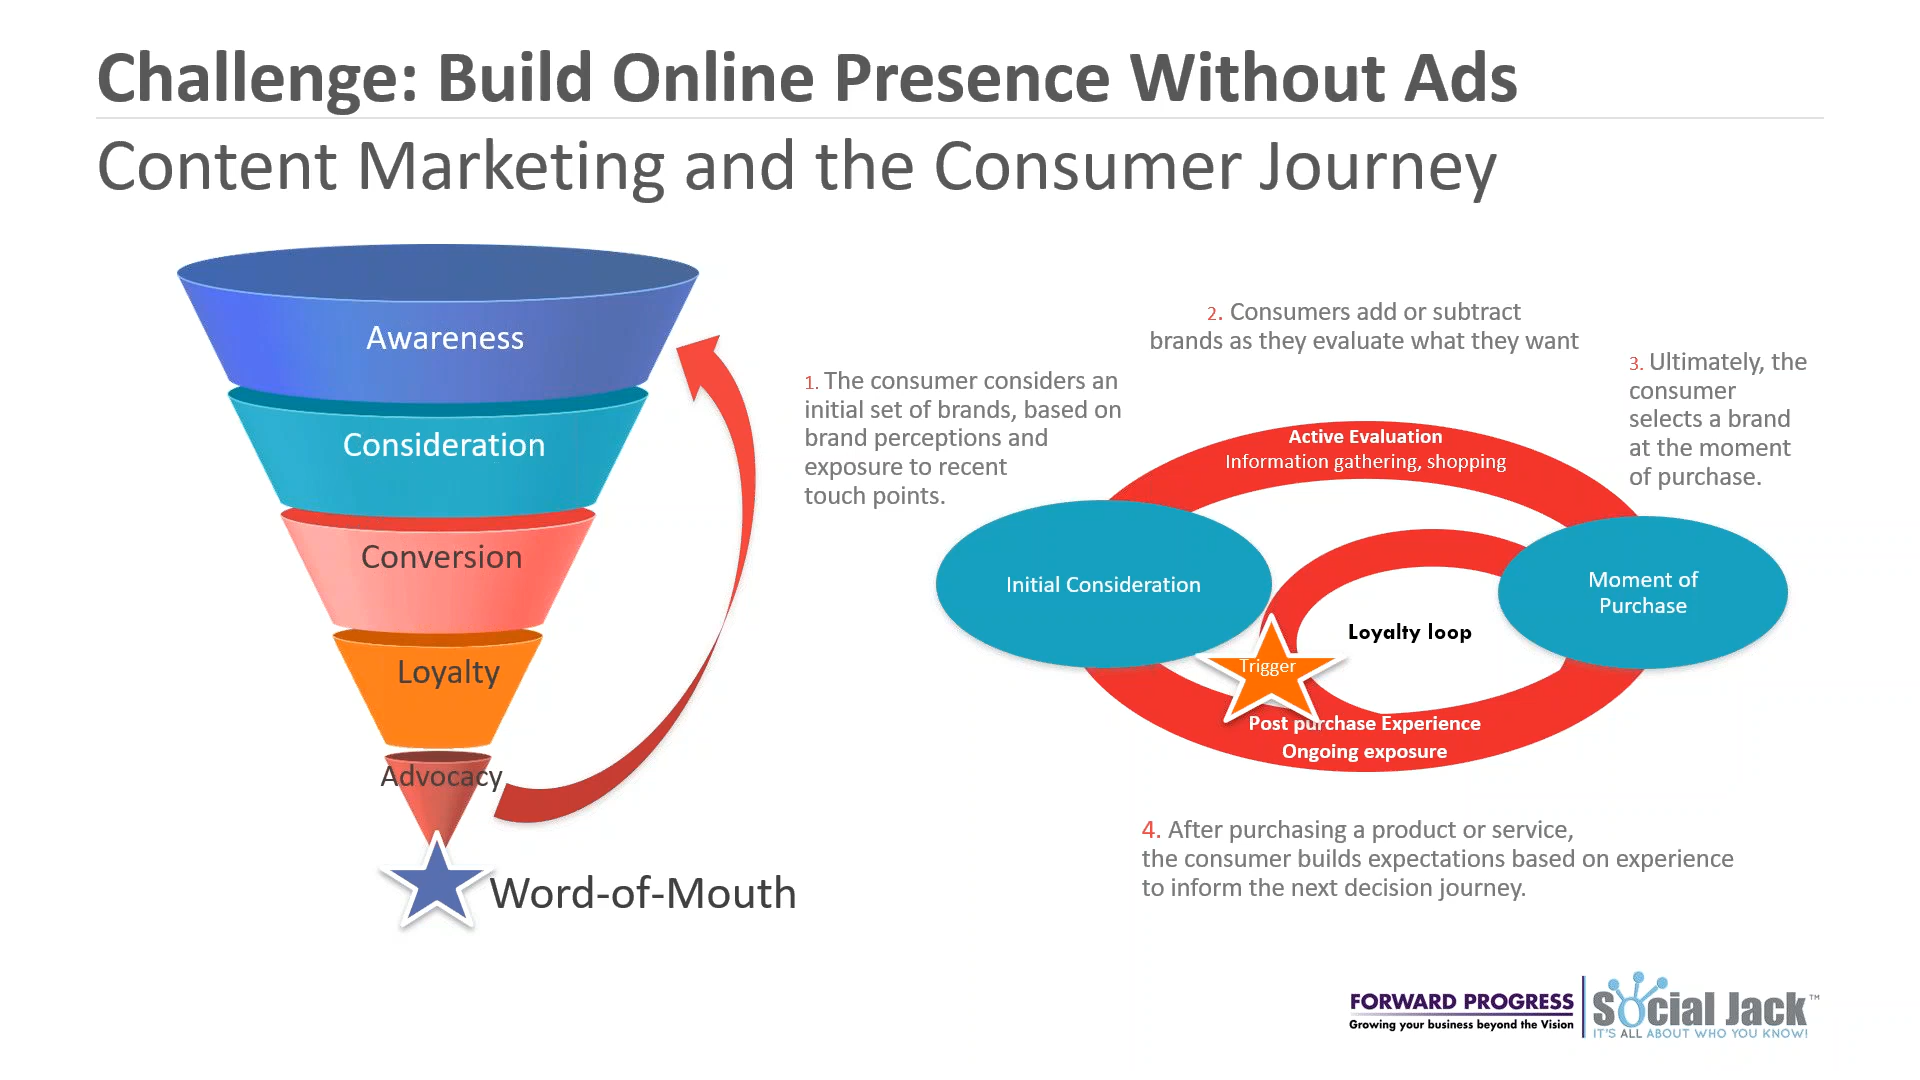 Challenge: Build Online Presence Without Ads
Content Marketing and the Consumer Journey
Awareness
Consideration
Conversion
Loyalty
Advocacy
Word-of-Mouth
1. The consumer considers an
initial set of brands, based on
brand perceptions and
exposure to recent
touch points.
2. Consumers add or subtract
brands as they evaluate what they want
3. Ultimately, the
consumer
selects a brand
at the moment
of purchase.
Active Evaluation
Information gathering, shopping
Initial Consideration
Moment of
Purchase
Loyalty loop
Trigger
Post purchase Experience
Ongoing exposure
4. After purchasing a product or service,
the consumer builds expectations based on experience
to inform the next decision journey.
FORWARD PROGRESS
Growing your business beyond the Vision
Social Jack™
IT'S ALL ABOUT WHO YOU KNOW!